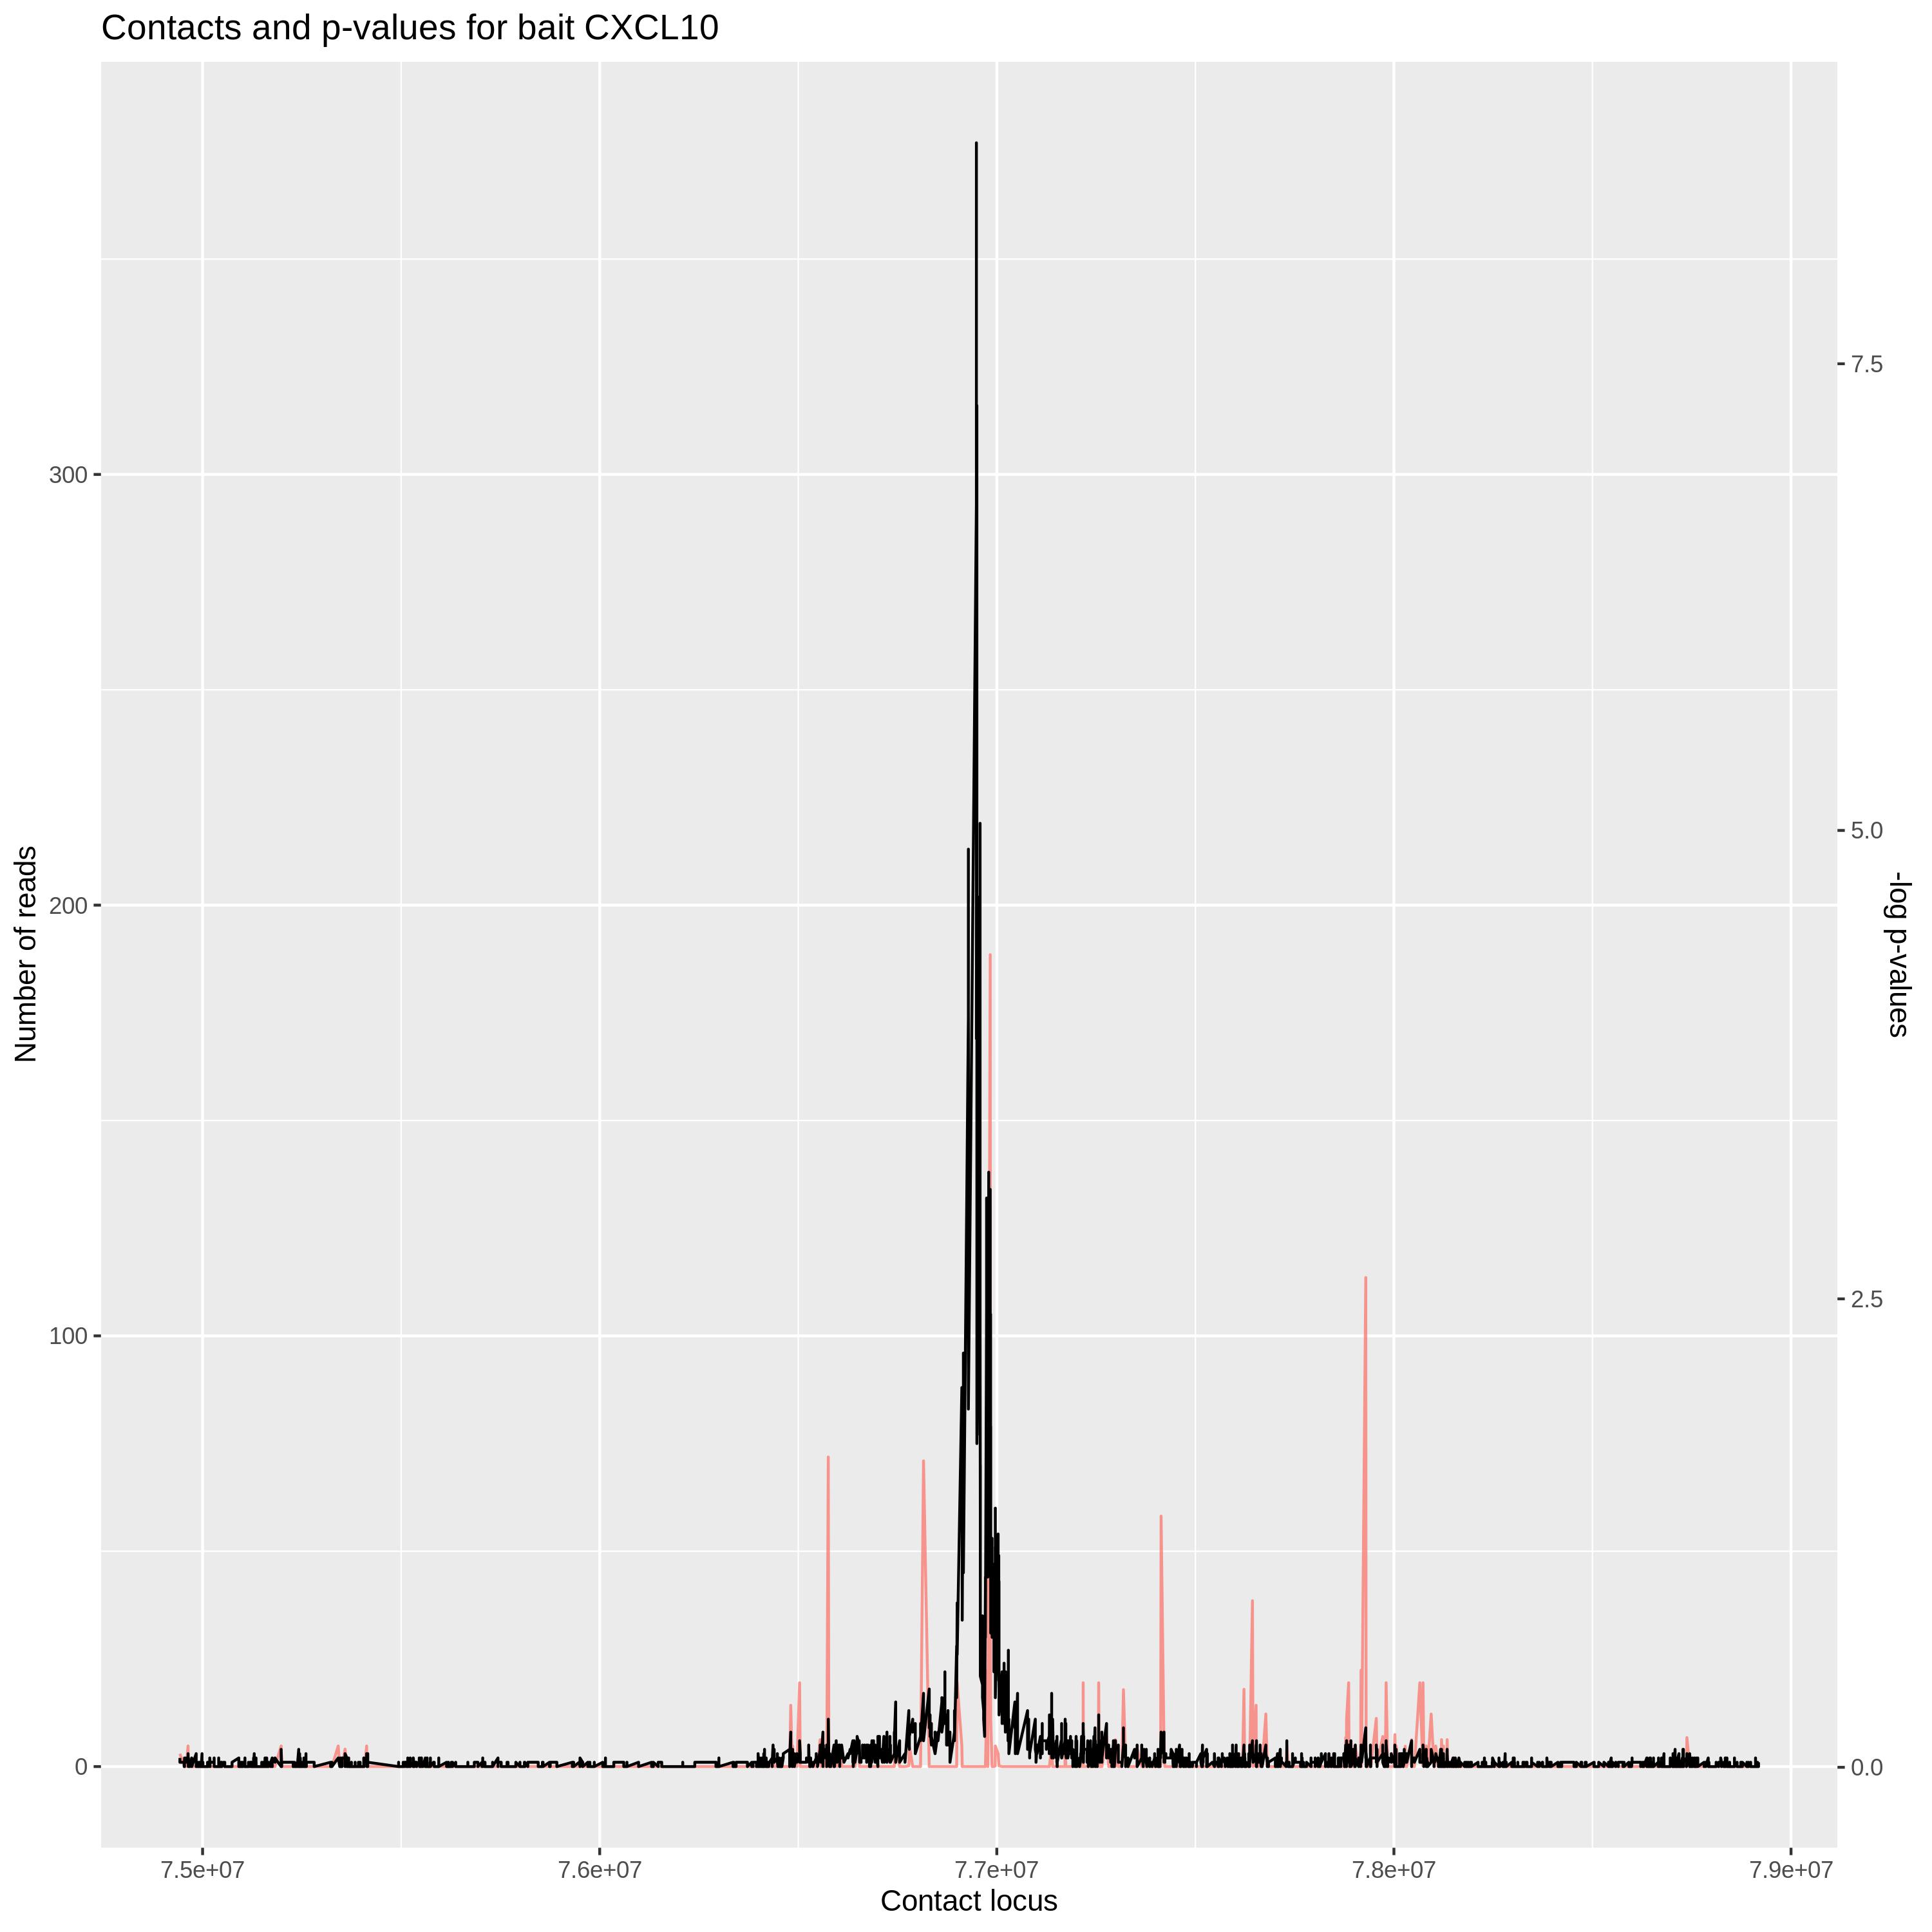 Contacts and p-values for bait CXCL10
Number of reads
300
200
100
0
7.5
5.0
2.5
0.0
-log p-values
7.5e+07 7.6e+07 7.7e+07 7.8e+07 7.9e+07
Contact locus